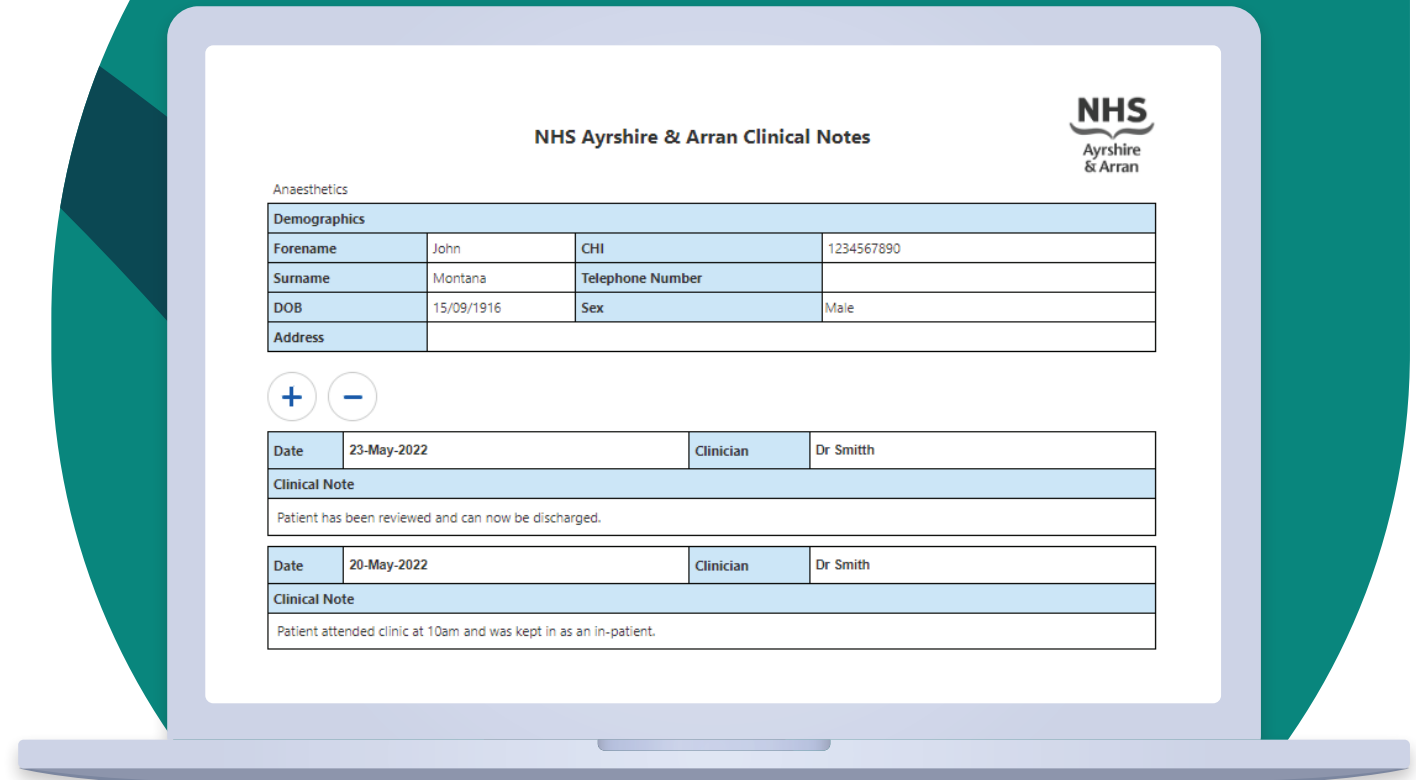 NHS
Ayrshire
& Arran
NHS Ayrshire & Arran Clinical Notes
Anaesthetics
Demographics
Forename John CHI 1234567890
Surname Montana Telephone Number
DOB 15/09/1916 Sex Male
Address
Date 23-May-2022 Clinician Dr Smitth
Clinical Note
Patient has been reviewed and can now be discharged.
Date 20-May-2022 Clinician Dr Smith
Clinical Note
Patient attended clinic at 10am and was kept in as an in-patient.